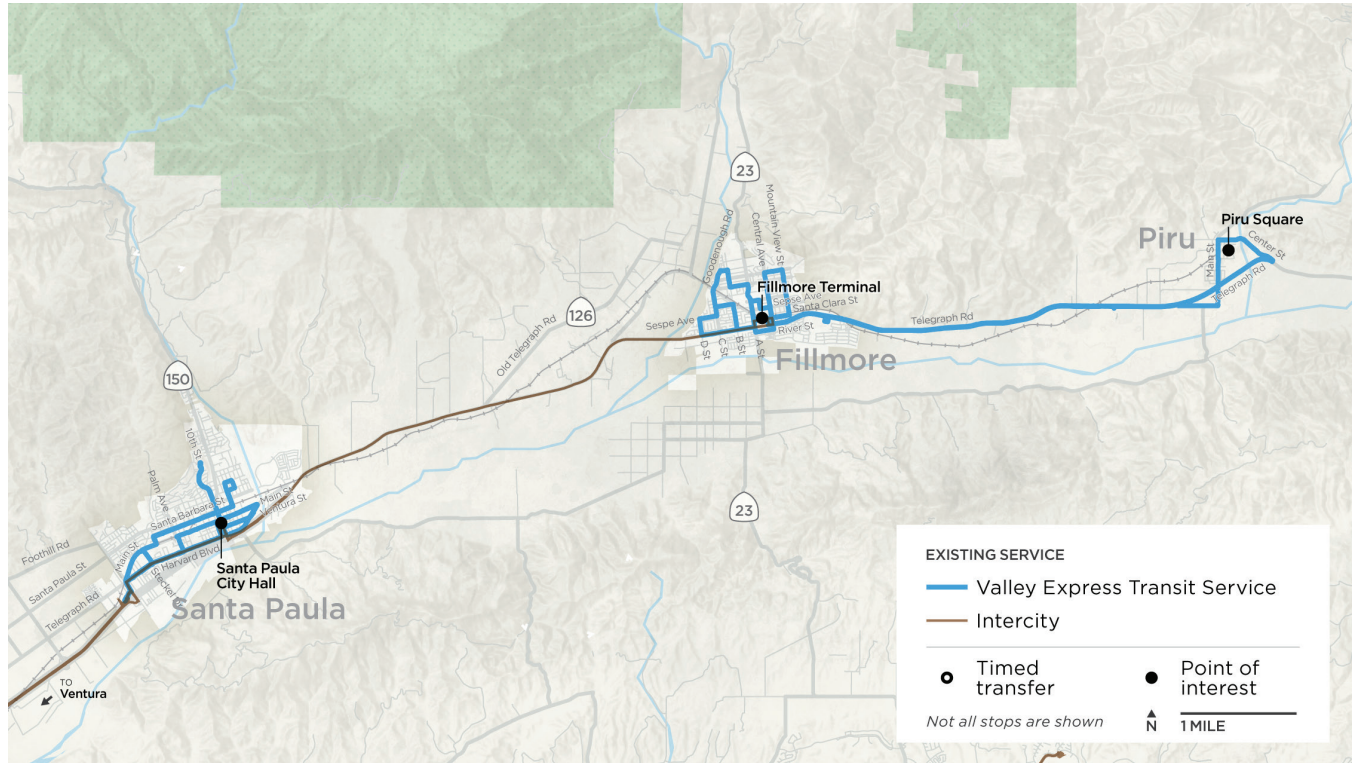 23
Mountain View St
Central Ave
Goodenough Rd
Piru Square
Piru
Main St
Center St
Telegraph Rd
Fillmore Terminal
Sespe Ave
Santa Clara St
126
Sespe Ave
River St
Telegraph Rd
D St
C St
B St
A St
Fillmore
Old Telegraph Rd
150
10th St
Palm Ave
Santa Barbara St
Main St
Ventura St
23
Foothill Rd
Main St
Harvard Blvd
Santa Paula St
Santa Paula
City Hall
Telegraph Rd
Santa Paula
TO
Ventura
EXISTING SERVICE
Valley Express Transit Service
Intercity
Timed
transfer
Point of
interest
Not all stops are shown
N
1 MILE